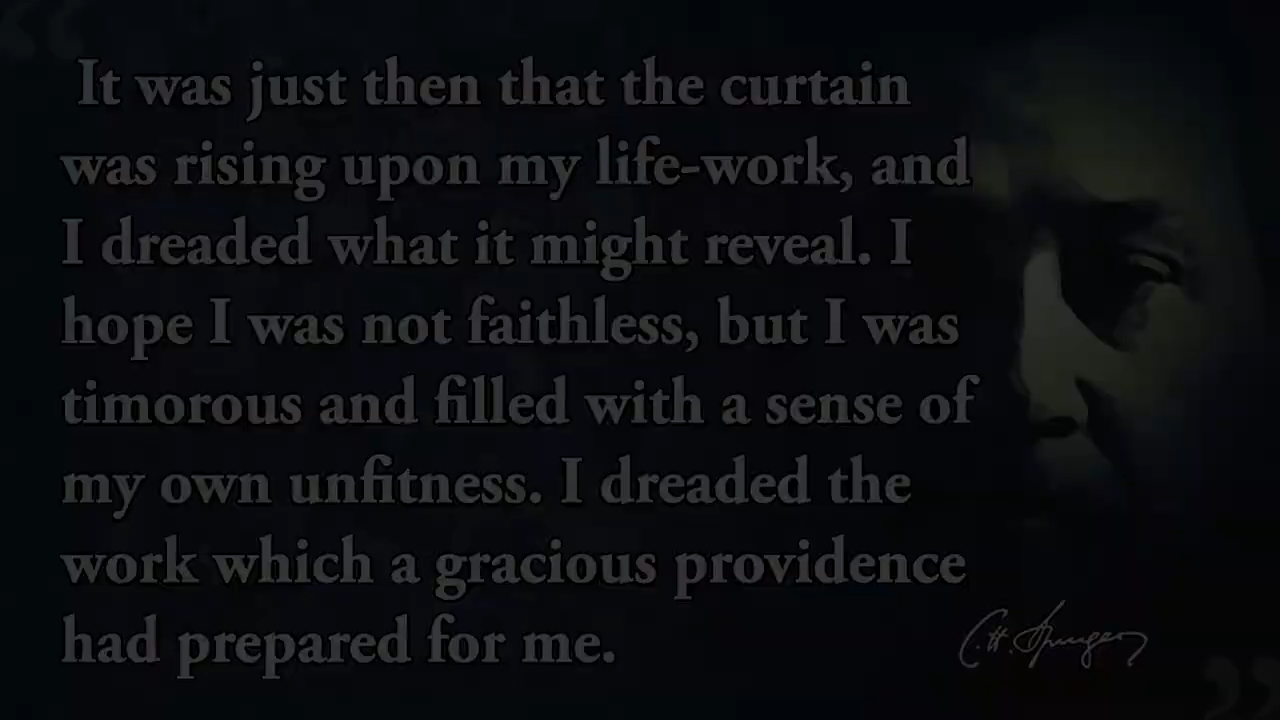 “
It was just then that the curtain
was rising upon my life-work, and
I dreaded what it might reveal. I
hope I was not faithless, but I was
timorous and filled with a sense of
my own unfitness. I dreaded the
work which a gracious providence
had prepared for me.
C.H. Spurgeon
”